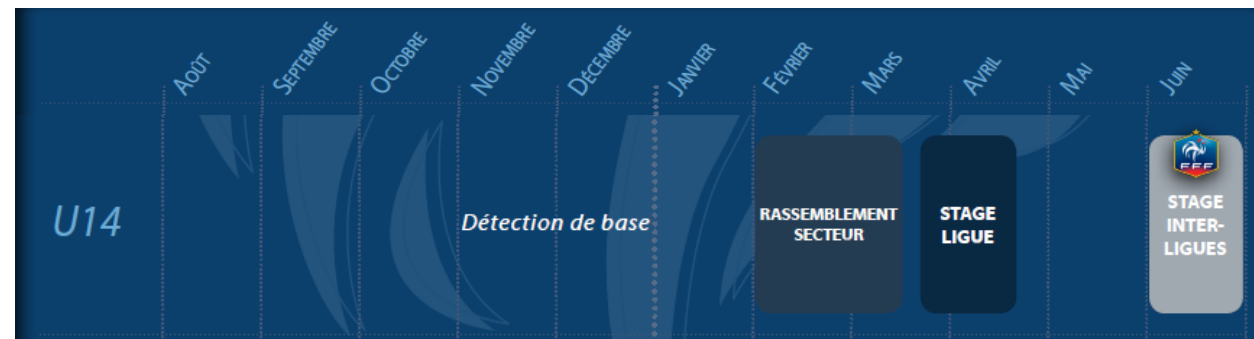 Août
Septembre
Octobre
Novembre
Décembre
Janvier
Février
Mars
Avril
Mai
Juin
U14
Détection de base
RASSEMBLEMENT
SECTEUR
STAGE
LIGUE
FFF
STAGE
INTER-
LIGUES